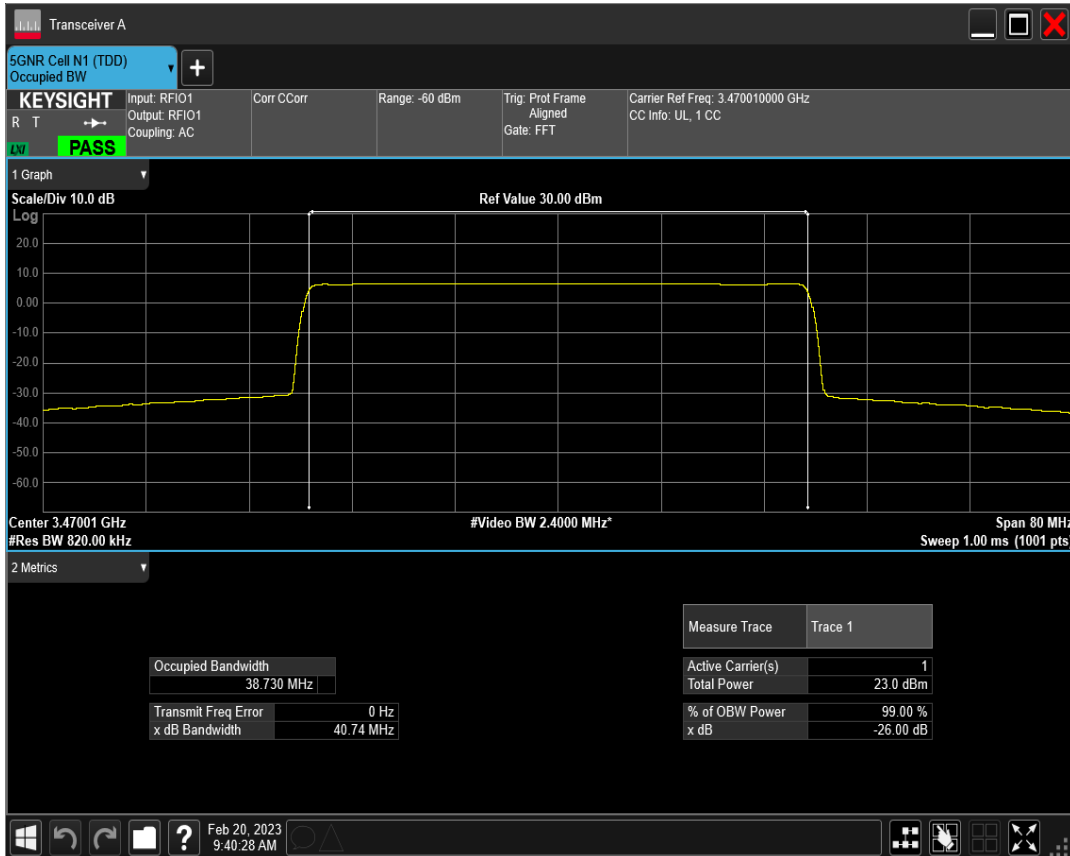 Transceiver A
5GNR Cell N1 (TDD)
Occupied BW
+
KEYSIGHT
R T
LXI
PASS
Input: RFIO1
Output: RFIO1
Coupling: AC
Corr CCorr
Range: -60 dBm
Trig: Prot Frame
Aligned
Gate: FFT
Carrier Ref Freq: 3.470010000 GHz
CC Info: UL, 1 CC
1 Graph
Scale/Div 10.0 dB
Ref Value 30.00 dBm
Log
20.0
10.0
0.00
-10.0
-20.0
-30.0
-40.0
-50.0
-60.0
Center 3.47001 GHz
#Video BW 2.4000 MHz*
Span 80 MHz
#Res BW 820.00 kHz
Sweep 1.00 ms (1001 pts)
2 Metrics
Measure Trace Trace 1
Occupied Bandwidth
38.730 MHz
Transmit Freq Error 0 Hz
x dB Bandwidth 40.74 MHz
Active Carrier(s) 1
Total Power 23.0 dBm
% of OBW Power 99.00 %
x dB -26.00 dB
?
Feb 20, 2023
9:40:28 AM